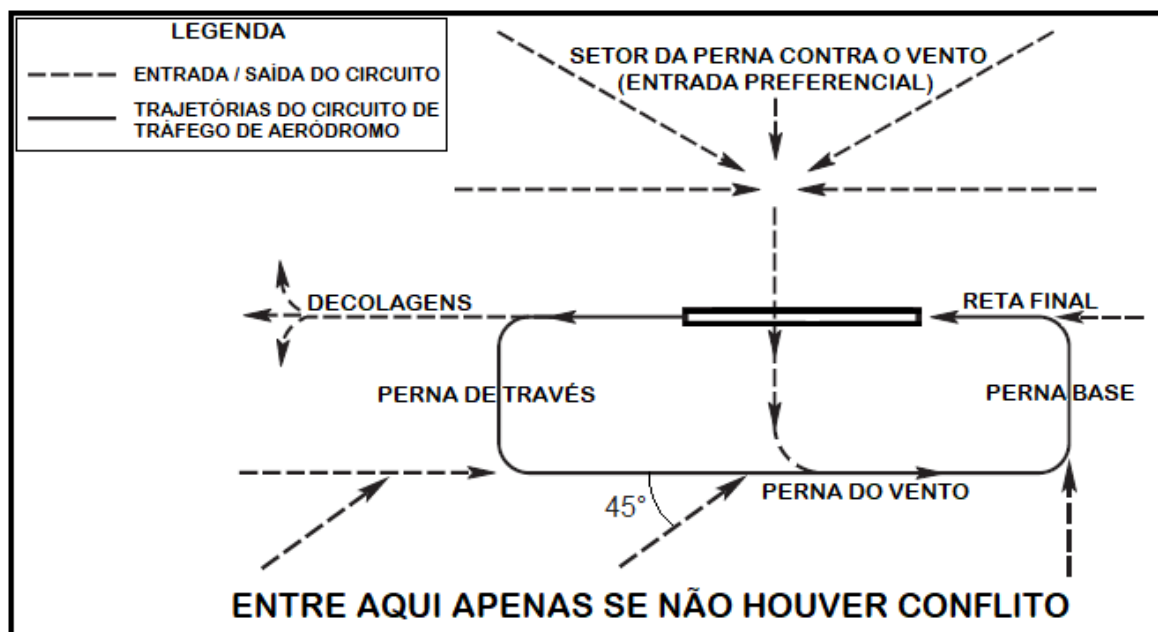 LEGENDA
ENTRADA / SAÍDA DO CIRCUITO
TRAJETÓRIAS DO CIRCUITO DE
TRÁFEGO DE AERÓDROMO
SETOR DA PERNA CONTRA O VENTO
(ENTRADA PREFERENCIAL)
DECOLAGENS
RETA FINAL
PERNA DE TRAVÉS
PERNA BASE
PERNA DO VENTO
45°
ENTRE AQUI APENAS SE NÃO HOUVER CONFLITO